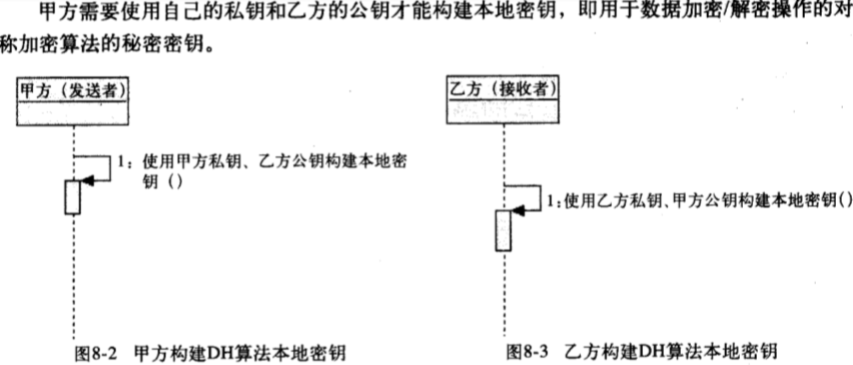 甲方需要使用自己的私钥和乙方的公钥才能构建本地密钥，即用于数据加密/解密操作的对
称加密算法的秘密密钥。
甲方（发送者）
1：使用甲方私钥、乙方公钥构建本地密
钥（）
图8-2 甲方构建DH算法本地密钥
乙方（接收者）
1:使用乙方私钥、甲方公钥构建本地密钥()
图8-3 乙方构建DH算法本地密钥